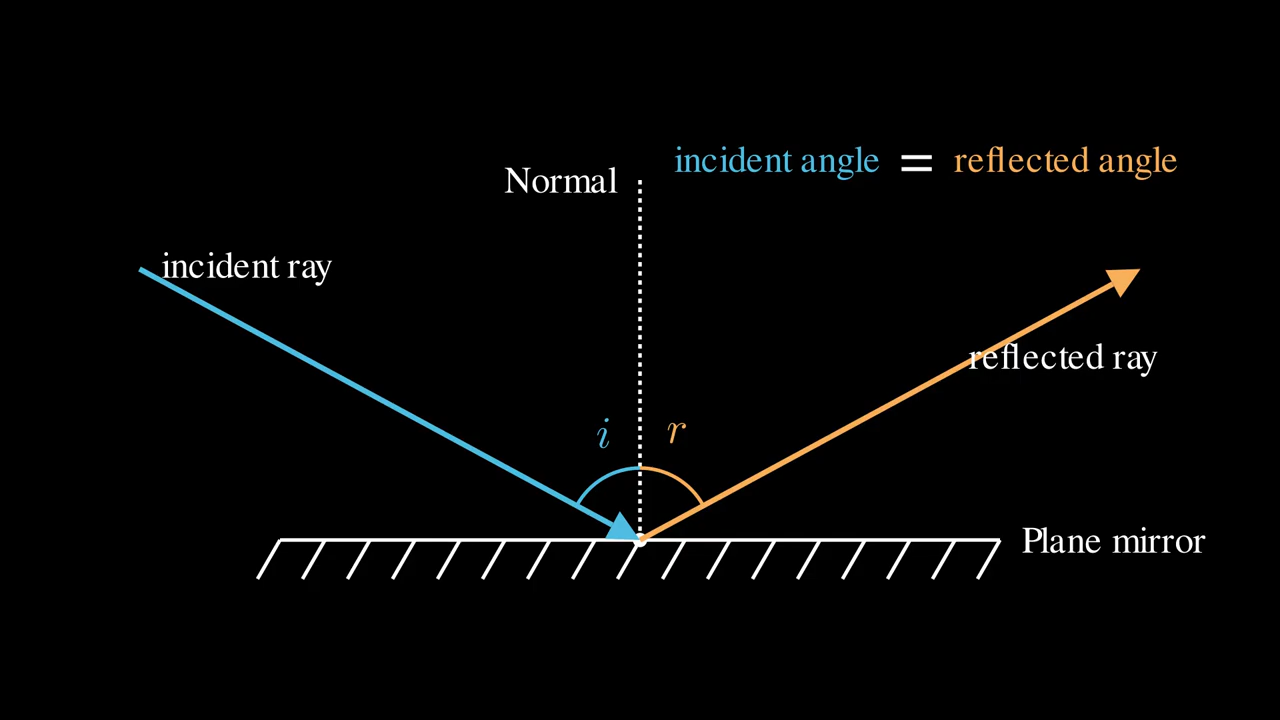 incident angle = reflected angle
Normal
incident ray
reflected ray
i
r
Plane mirror